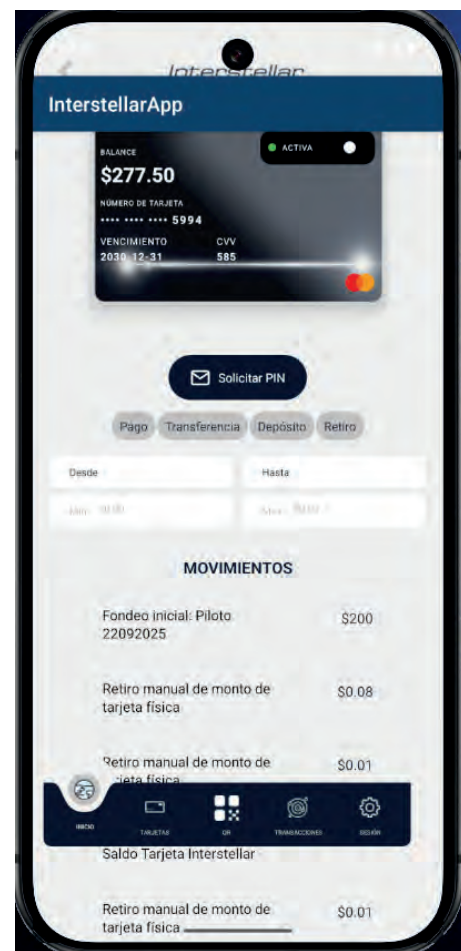 Interstellar
InterstellarApp
BALANCE
ACTIVA
$277.50
NÚMERO DE TARJETA
•••• •••• •••• 5994
VENCIMIENTO CVV
2030-12-31 585
Solicitar PIN
Pago Transferencia Depósito Retiro
Desde Hasta
MOVIMIENTOS
Fondeo inicial: Piloto
22092025
$200
Retiro manual de monto de
tarjeta física
$0.08
Retiro manual de monto de
tarjeta física
$0.01
INICIO TARJETAS QR TRANSACCIONES SESIÓN
Saldo Tarjeta Interstellar
Retiro manual de monto de
tarjeta física
$0.01